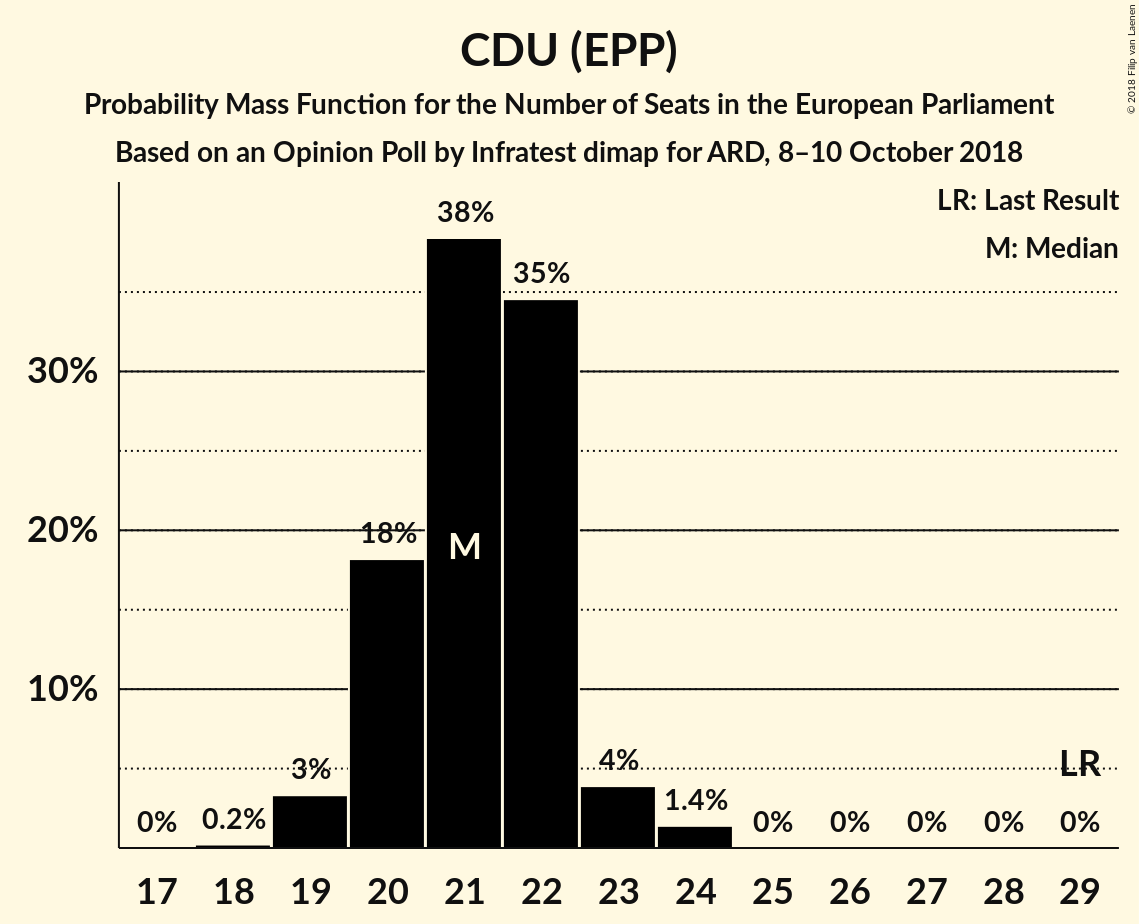 CDU (EPP)
Probability Mass Function for the Number of Seats in the European Parliament
Based on an Opinion Poll by Infratest dimap for ARD, 8–10 October 2018
© 2018 Filip van Laenen
LR: Last Result
M: Median
38%
35%
30%
20%
18%
M
10%
3%
4%
LR
0%
0.2%
1.4%
0%
0%
0%
0%
0%
17 18 19 20 21 22 23 24 25 26 27 28 29